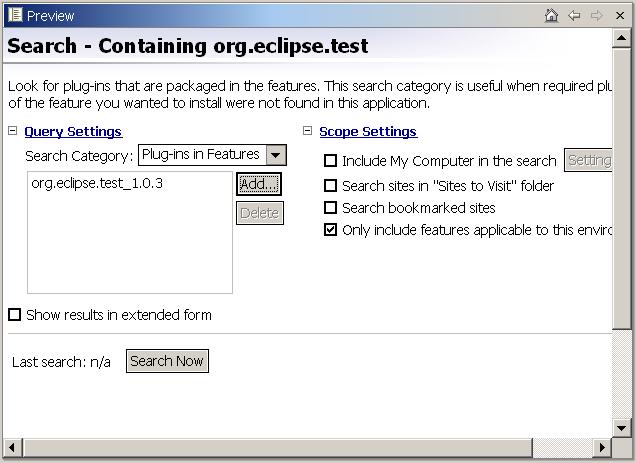 Preview
Search - Containing org.eclipse.test
Look for plug-ins that are packaged in the features. This search category is useful when required plu
of the feature you wanted to install were not found in this application.
Query Settings
Search Category: Plug-ins in Features
org.eclipse.test_1.0.3
Add...
Delete
Show results in extended form
Scope Settings
Include My Computer in the search Setting
Search sites in "Sites to Visit" folder
Search bookmarked sites
Only include features applicable to this enviro
Last search: n/a Search Now